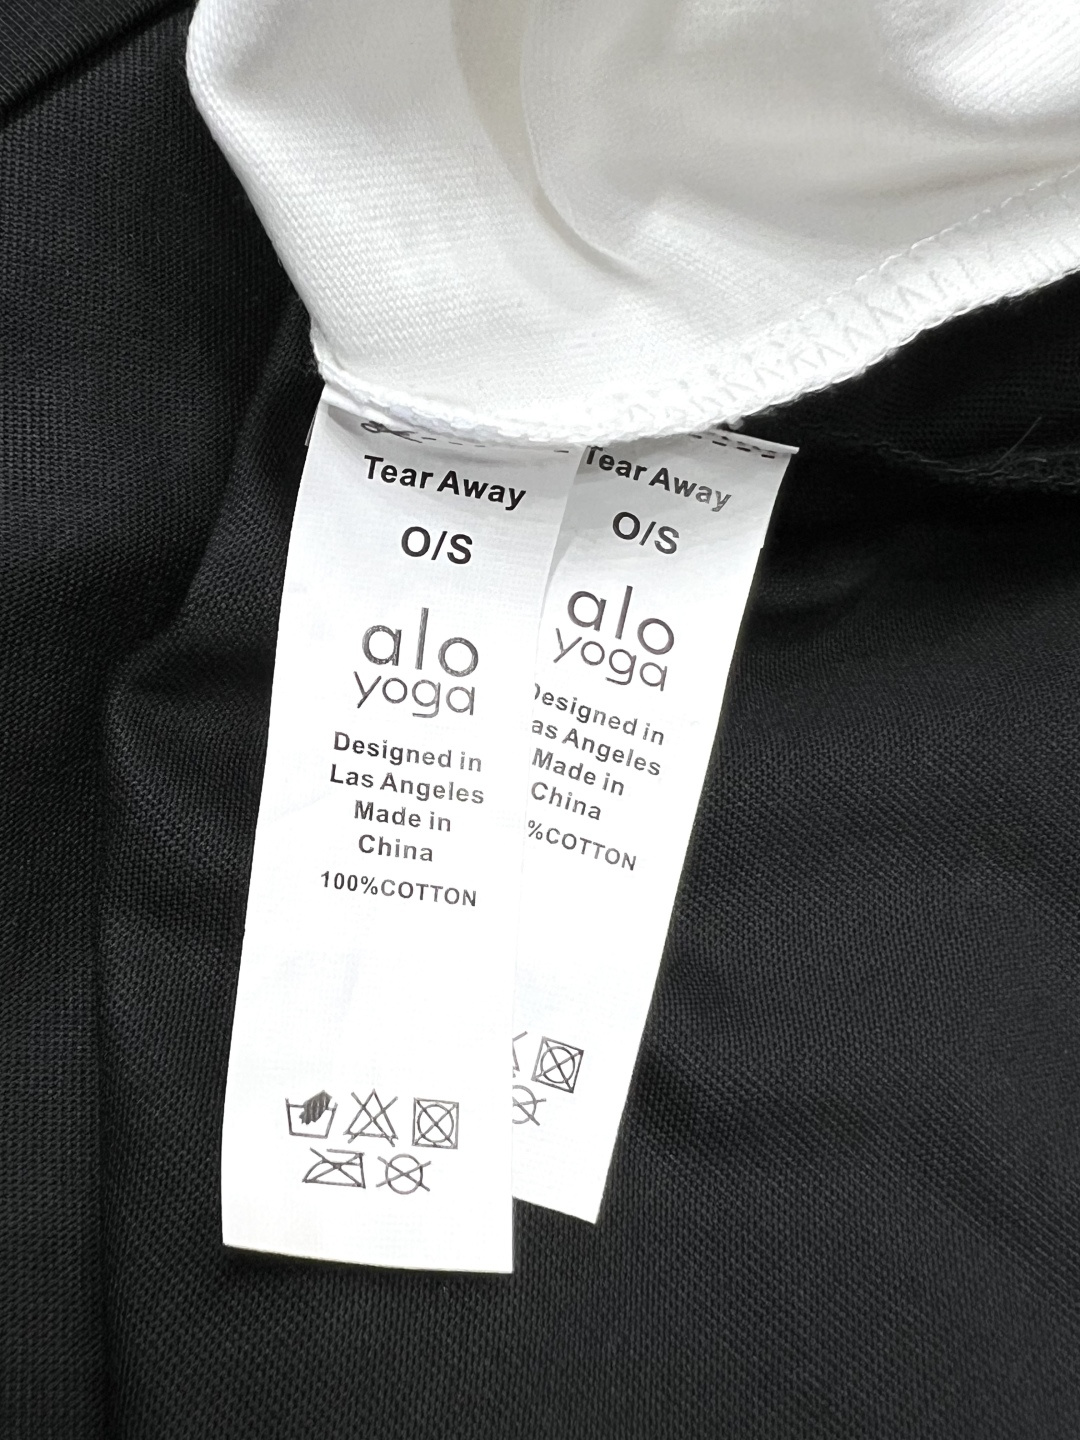 Tear Away
O/S
alo
yoga
Designed in
Las Angeles
Made in
China
100%COTTON
Tear Away
O/S
alo
yoga
esigned in
as Angeles
Made in
China
%COTTON